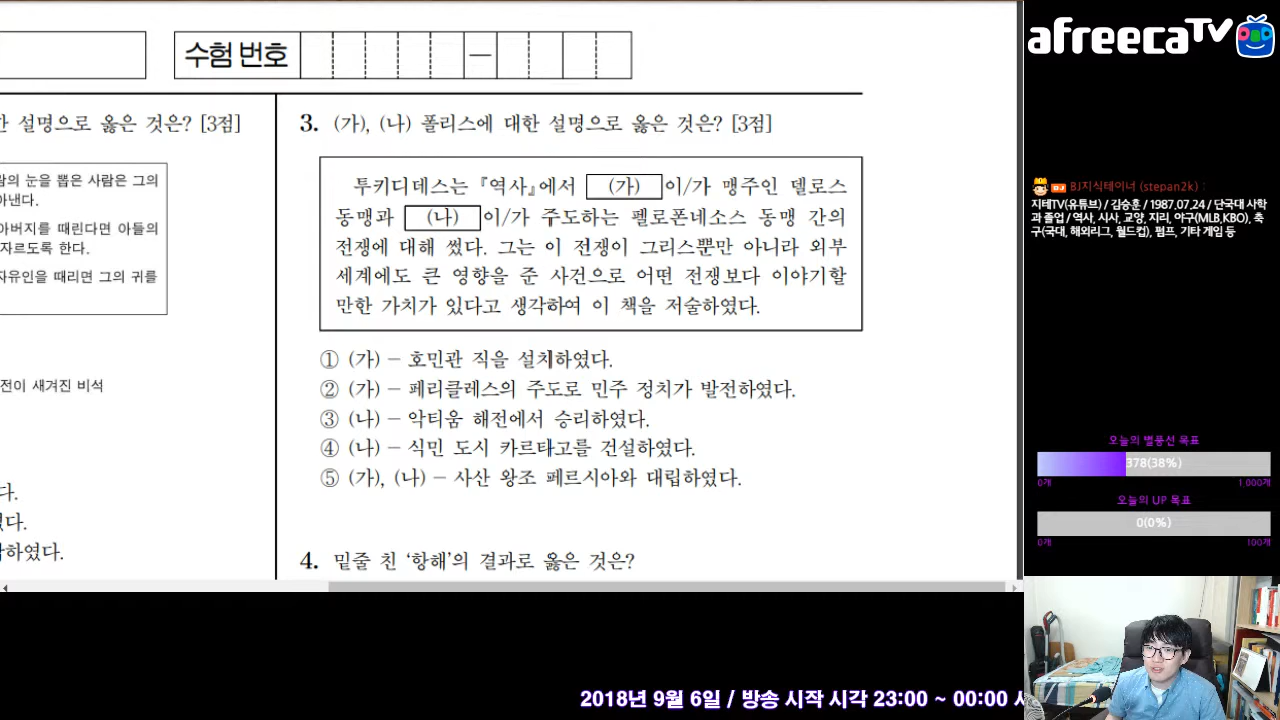 수험 번호
afreecaTV
한 설명으로 옳은 것은? [3점]
람의 눈을 뽑은 사람은 그의
아낸다.
아버지를 때린다면 아들의
자르도록 한다.
자유인을 때리면 그의 귀를
전이 새겨진 비석
다.
였다.
하였다.
3. (가), (나) 폴리스에 대한 설명으로 옳은 것은? [3점]
투키디데스는 『역사』에서 (가) 이/가 맹주인 델로스
동맹과 (나) 이/가 주도하는 펠로폰네소스 동맹 간의
전쟁에 대해 썼다. 그는 이 전쟁이 그리스뿐만 아니라 외부
세계에도 큰 영향을 준 사건으로 어떤 전쟁보다 이야기할
만한 가치가 있다고 생각하여 이 책을 저술하였다.
① (가) － 호민관 직을 설치하였다.
② (가) － 페리클레스의 주도로 민주 정치가 발전하였다.
③ (나) － 악티움 해전에서 승리하였다.
④ (나) － 식민 도시 카르타고를 건설하였다.
⑤ (가), (나) － 사산 왕조 페르시아와 대립하였다.
4. 밑줄 친 ‘항해’의 결과로 옳은 것은?
BJ지식테이너 (stepan2k) :
지테TV(유튜브) / 김승훈 / 1987.07.24 / 단국대 사학
과 졸업 / 역사, 시사, 교양, 지리, 야구(MLB,KBO), 축
구(국대, 해외리그, 월드컵), 펌프, 기타 게임 등
오늘의 별풍선 목표
378(38%)
0개 1,000개
오늘의 UP 목표
0(0%)
0개 100개
2018년 9월 6일 / 방송 시작 시각 23:00 ~ 00:00 시